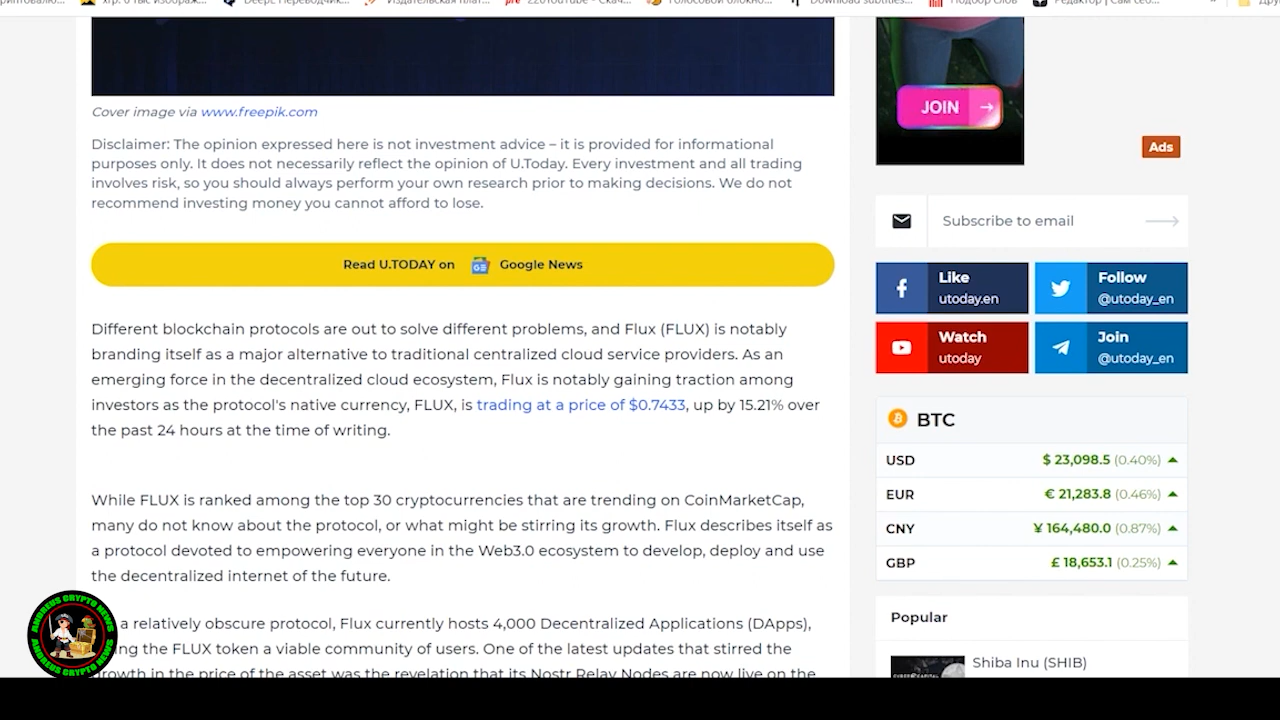 Издательская плат...
Download subtitles...
Подбор слов
Редактор | Сам себ...
Cover image via www.freepik.com
Disclaimer: The opinion expressed here is not investment advice – it is provided for informational
purposes only. It does not necessarily reflect the opinion of U.Today. Every investment and all trading
involves risk, so you should always perform your own research prior to making decisions. We do not
recommend investing money you cannot afford to lose.
Read U.TODAY on Google News
Different blockchain protocols are out to solve different problems, and Flux (FLUX) is notably
branding itself as a major alternative to traditional centralized cloud service providers. As an
emerging force in the decentralized cloud ecosystem, Flux is notably gaining traction among
investors as the protocol's native currency, FLUX, is trading at a price of $0.7433, up by 15.21% over
the past 24 hours at the time of writing.
While FLUX is ranked among the top 30 cryptocurrencies that are trending on CoinMarketCap,
many do not know about the protocol, or what might be stirring its growth. Flux describes itself as
a protocol devoted to empowering everyone in the Web3.0 ecosystem to develop, deploy and use
the decentralized internet of the future.
a relatively obscure protocol, Flux currently hosts 4,000 Decentralized Applications (DApps),
the FLUX token a viable community of users. One of the latest updates that stirred the
growth in the price of the asset was the revelation that its Nostr Relay Nodes are now live on the
ANDREUS CRYPTO NEWS
ANDREUS CRYPTO NEWS
JOIN
Ads
Subscribe to email
Like
utoday.en
Follow
@utoday_en
Watch
utoday
Join
@utoday_en
BTC
USD $ 23,098.5 (0.40%)
EUR € 21,283.8 (0.46%)
CNY ¥ 164,480.0 (0.87%)
GBP £ 18,653.1 (0.25%)
Popular
Shiba Inu (SHIB)